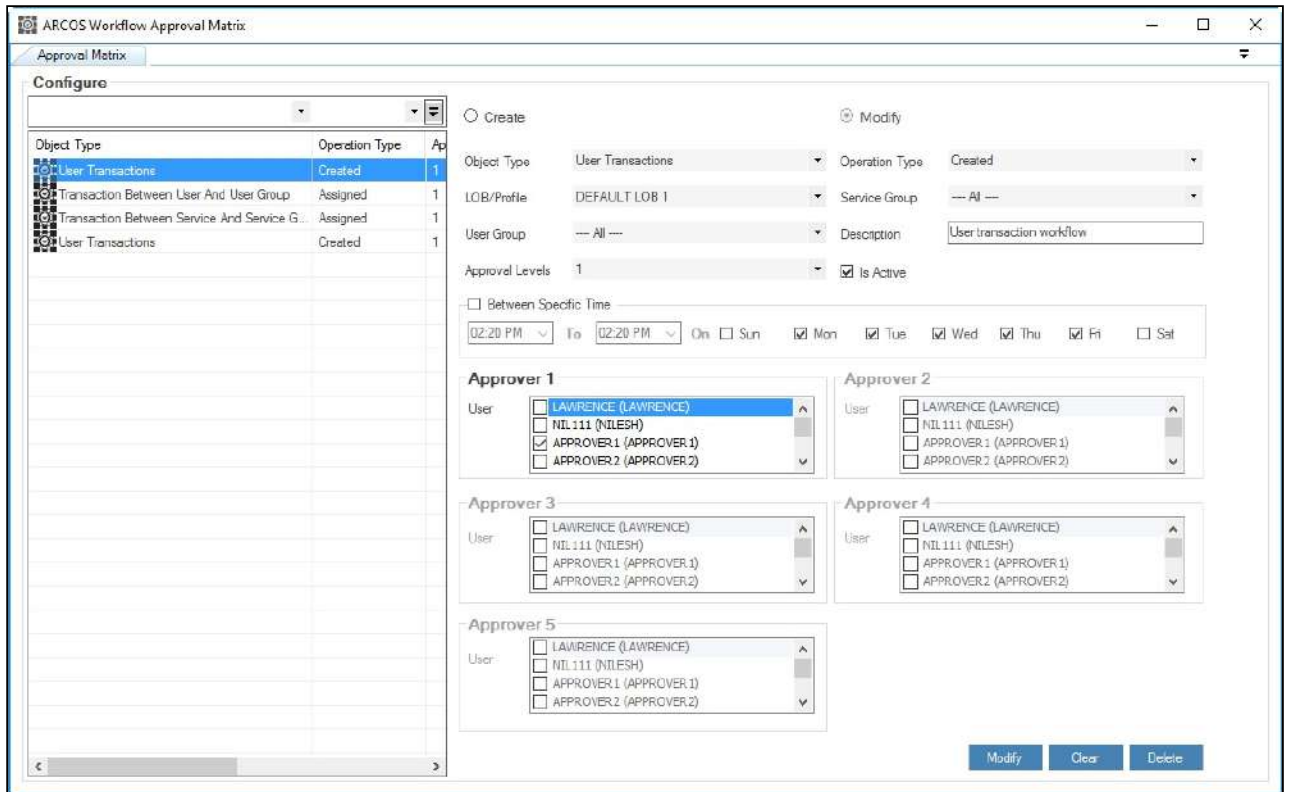 ARCOS Workflow Approval Matrix
Approval Matrix
Configure
Create
Modify
Object Type Operation Type Ap
User Transactions Created 1
Transaction Between User And User Group Assigned 1
Transaction Between Service And Service G... Assigned 1
User Transactions Created 1
Object Type User Transactions Operation Type Created
LOB/Profile DEFAULT LOB 1 Service Group --- All ---
User Group --- All --- Description User transaction workflow
Approval Levels 1 Is Active
Between Specific Time
02:20 PM To 02:20 PM On Sun Mon Tue Wed Thu Fri Sat
Approver 1
User
LAWRENCE (LAWRENCE)
NIL111 (NILESH)
APPROVER1 (APPROVER1)
APPROVER2 (APPROVER2)
Approver 2
User
LAWRENCE (LAWRENCE)
NIL111 (NILESH)
APPROVER1 (APPROVER1)
APPROVER2 (APPROVER2)
Approver 3
User
LAWRENCE (LAWRENCE)
NIL111 (NILESH)
APPROVER1 (APPROVER1)
APPROVER2 (APPROVER2)
Approver 4
User
LAWRENCE (LAWRENCE)
NIL111 (NILESH)
APPROVER1 (APPROVER1)
APPROVER2 (APPROVER2)
Approver 5
User
LAWRENCE (LAWRENCE)
NIL111 (NILESH)
APPROVER1 (APPROVER1)
APPROVER2 (APPROVER2)
Modify Clear Delete